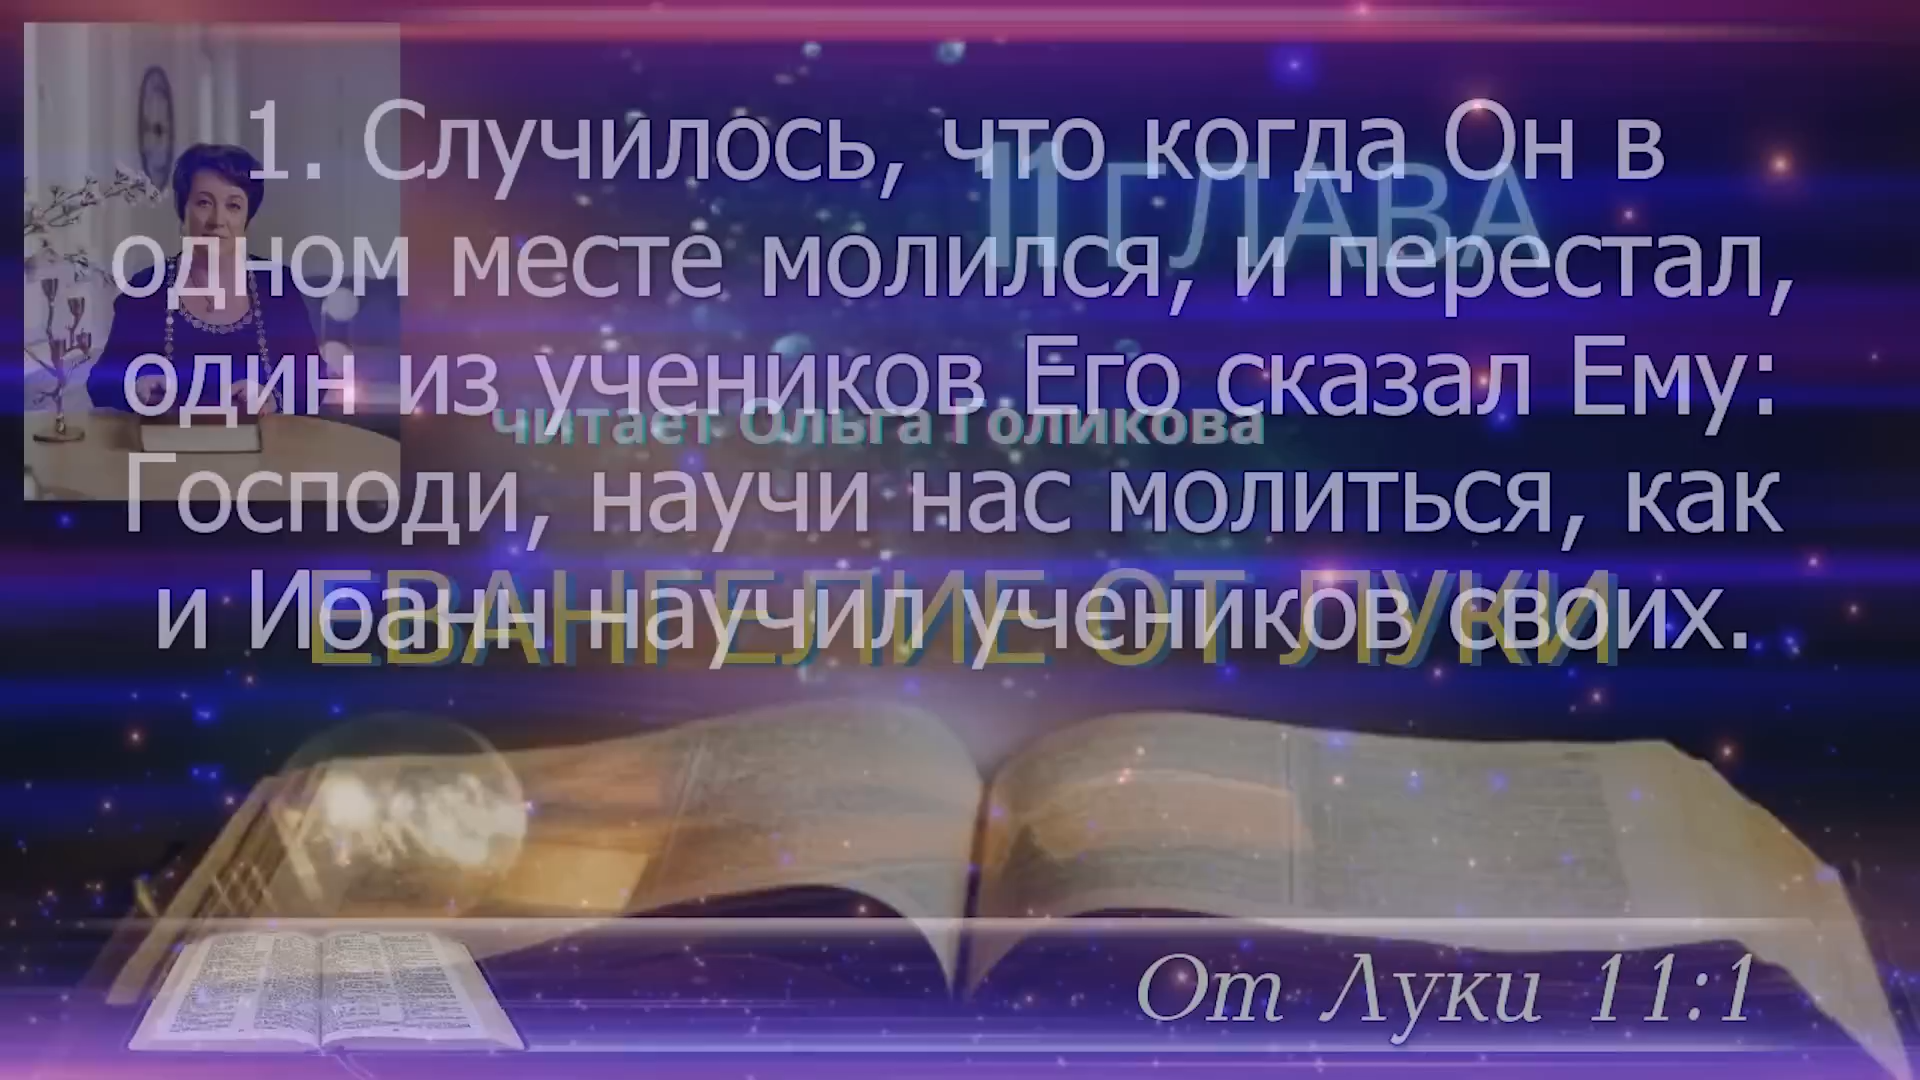 1. Случилось, что когда Он в
11 ГЛАВА
одном месте молился, и перестал,
один из учеников Его сказал Ему:
читает Ольга Голикова
Господи, научи нас молиться, как
и Иоанн научил учеников своих.
ЕВАНГЕЛИЕ ОТ ЛУКИ
От Луки 11:1